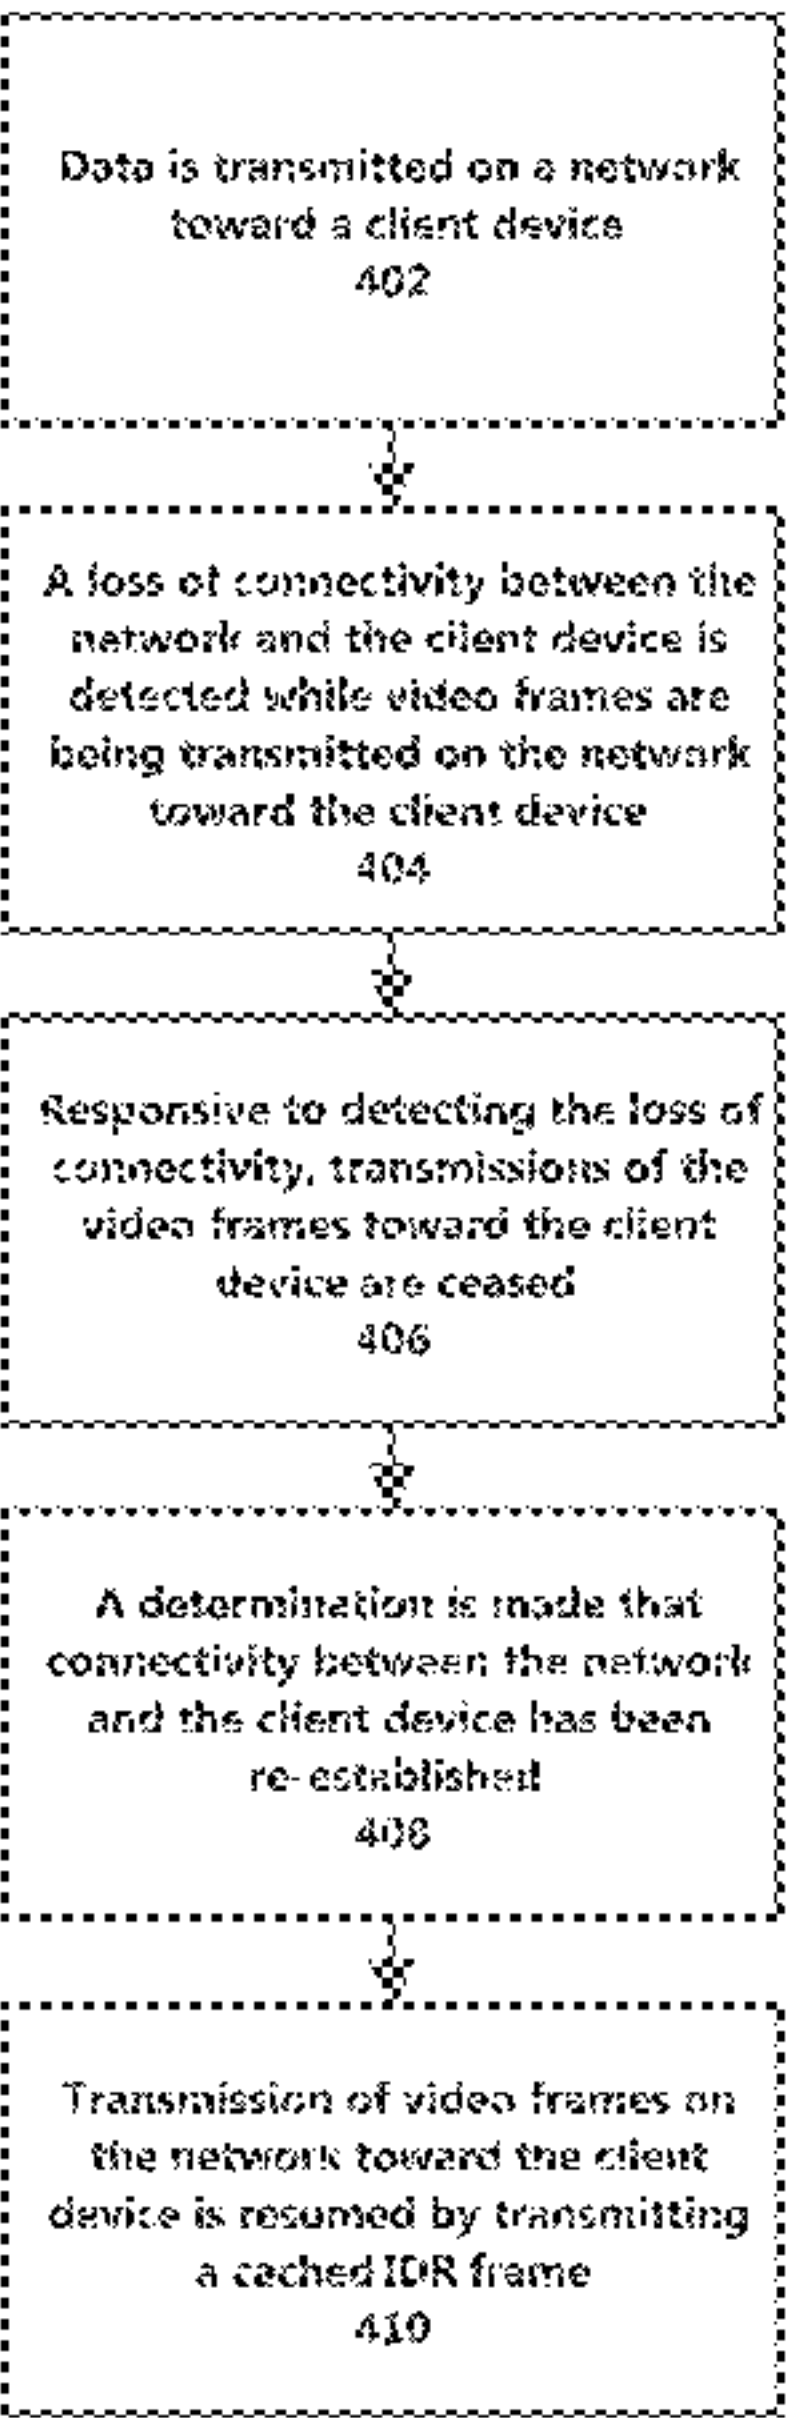 Data is transmitted on a network
toward a client device
402
A loss of connectivity between the
network and the client device is
detected while video frames are
being transmitted on the network
toward the client device
404
Responsive to detecting the loss of
connectivity, transmissions of the
video frames toward the client
device are ceased
406
A determination is made that
connectivity between the network
and the client device has been
re-established
408
Transmission of video frames on
the network toward the client
device is resumed by transmitting
a cached IDR frame
410